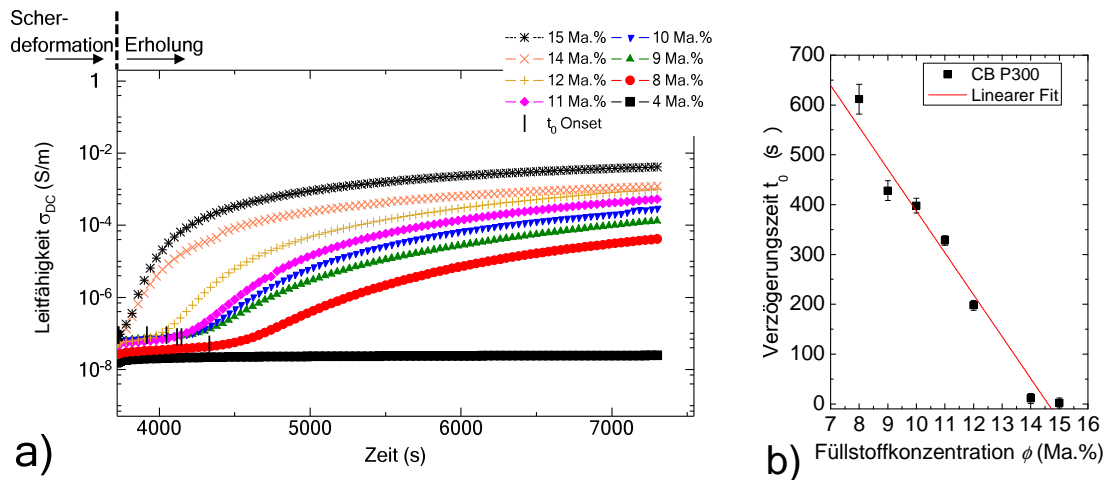 Scher-
deformation
Erholung
15 Ma.% 10 Ma.%
14 Ma.% 9 Ma.%
12 Ma.% 8 Ma.%
11 Ma.% 4 Ma.%
t0 Onset
1
10-2
10-4
10-6
10-8
Leitfähigkeit σDC (S/m)
4000 5000 6000 7000
Zeit (s)
a)
CB P300
Linearer Fit
700
600
500
400
300
200
100
0
Verzögerungszeit t0 (s)
7 8 9 10 11 12 13 14 15 16
Füllstoffkonzentration ϕ (Ma.%)
b)